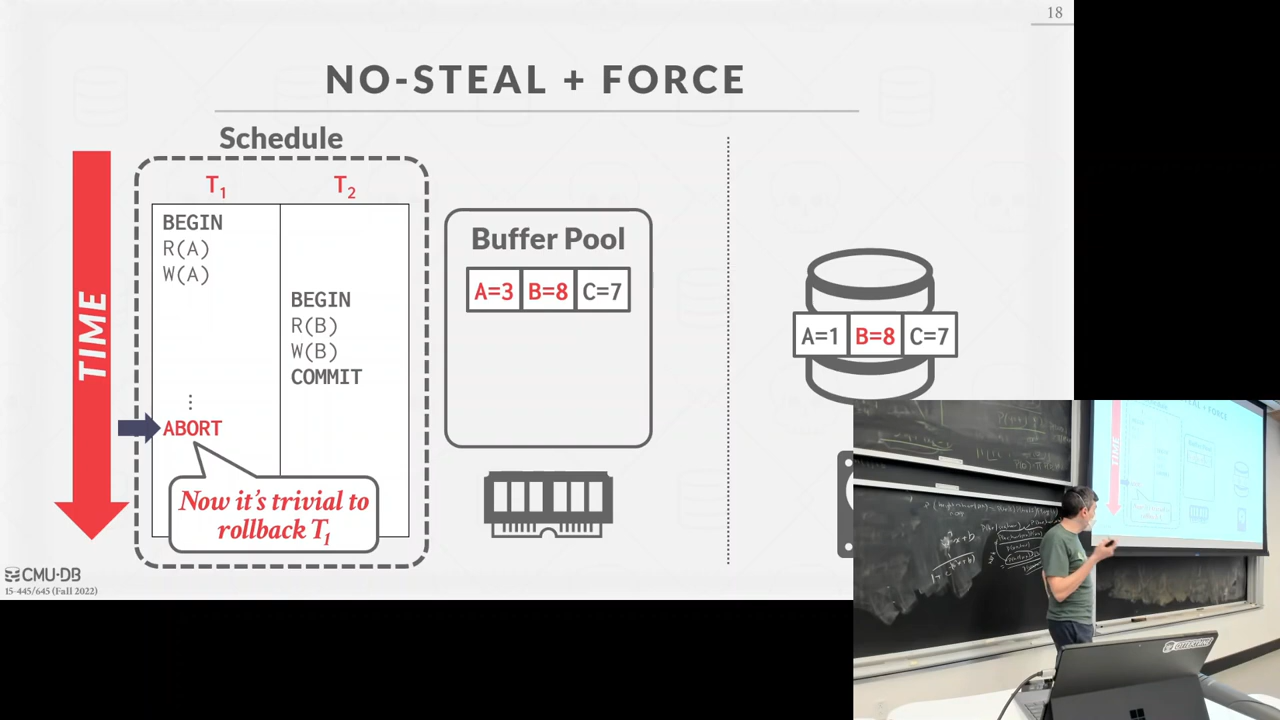 18
NO-STEAL + FORCE
Schedule
T1 T2
BEGIN
R(A)
W(A)
BEGIN
R(B)
W(B)
COMMIT
⋮
ABORT
Now it's trivial to
rollback T1
TIME
Buffer Pool
A=3 B=8 C=7
A=1 B=8 C=7
CMU·DB
15-445/645 (Fall 2022)